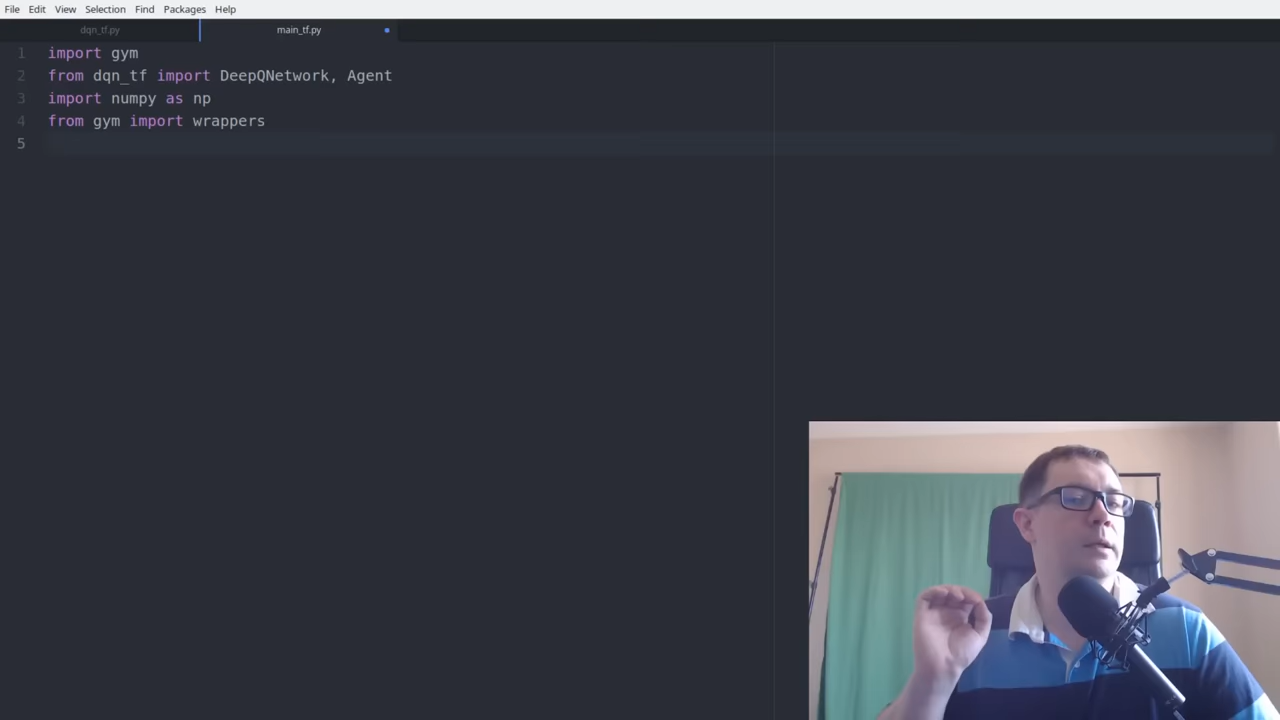 File Edit View Selection Find Packages Help
dqn_tf.py main_tf.py
1 import gym
2 from dqn_tf import DeepQNetwork, Agent
3 import numpy as np
4 from gym import wrappers
5